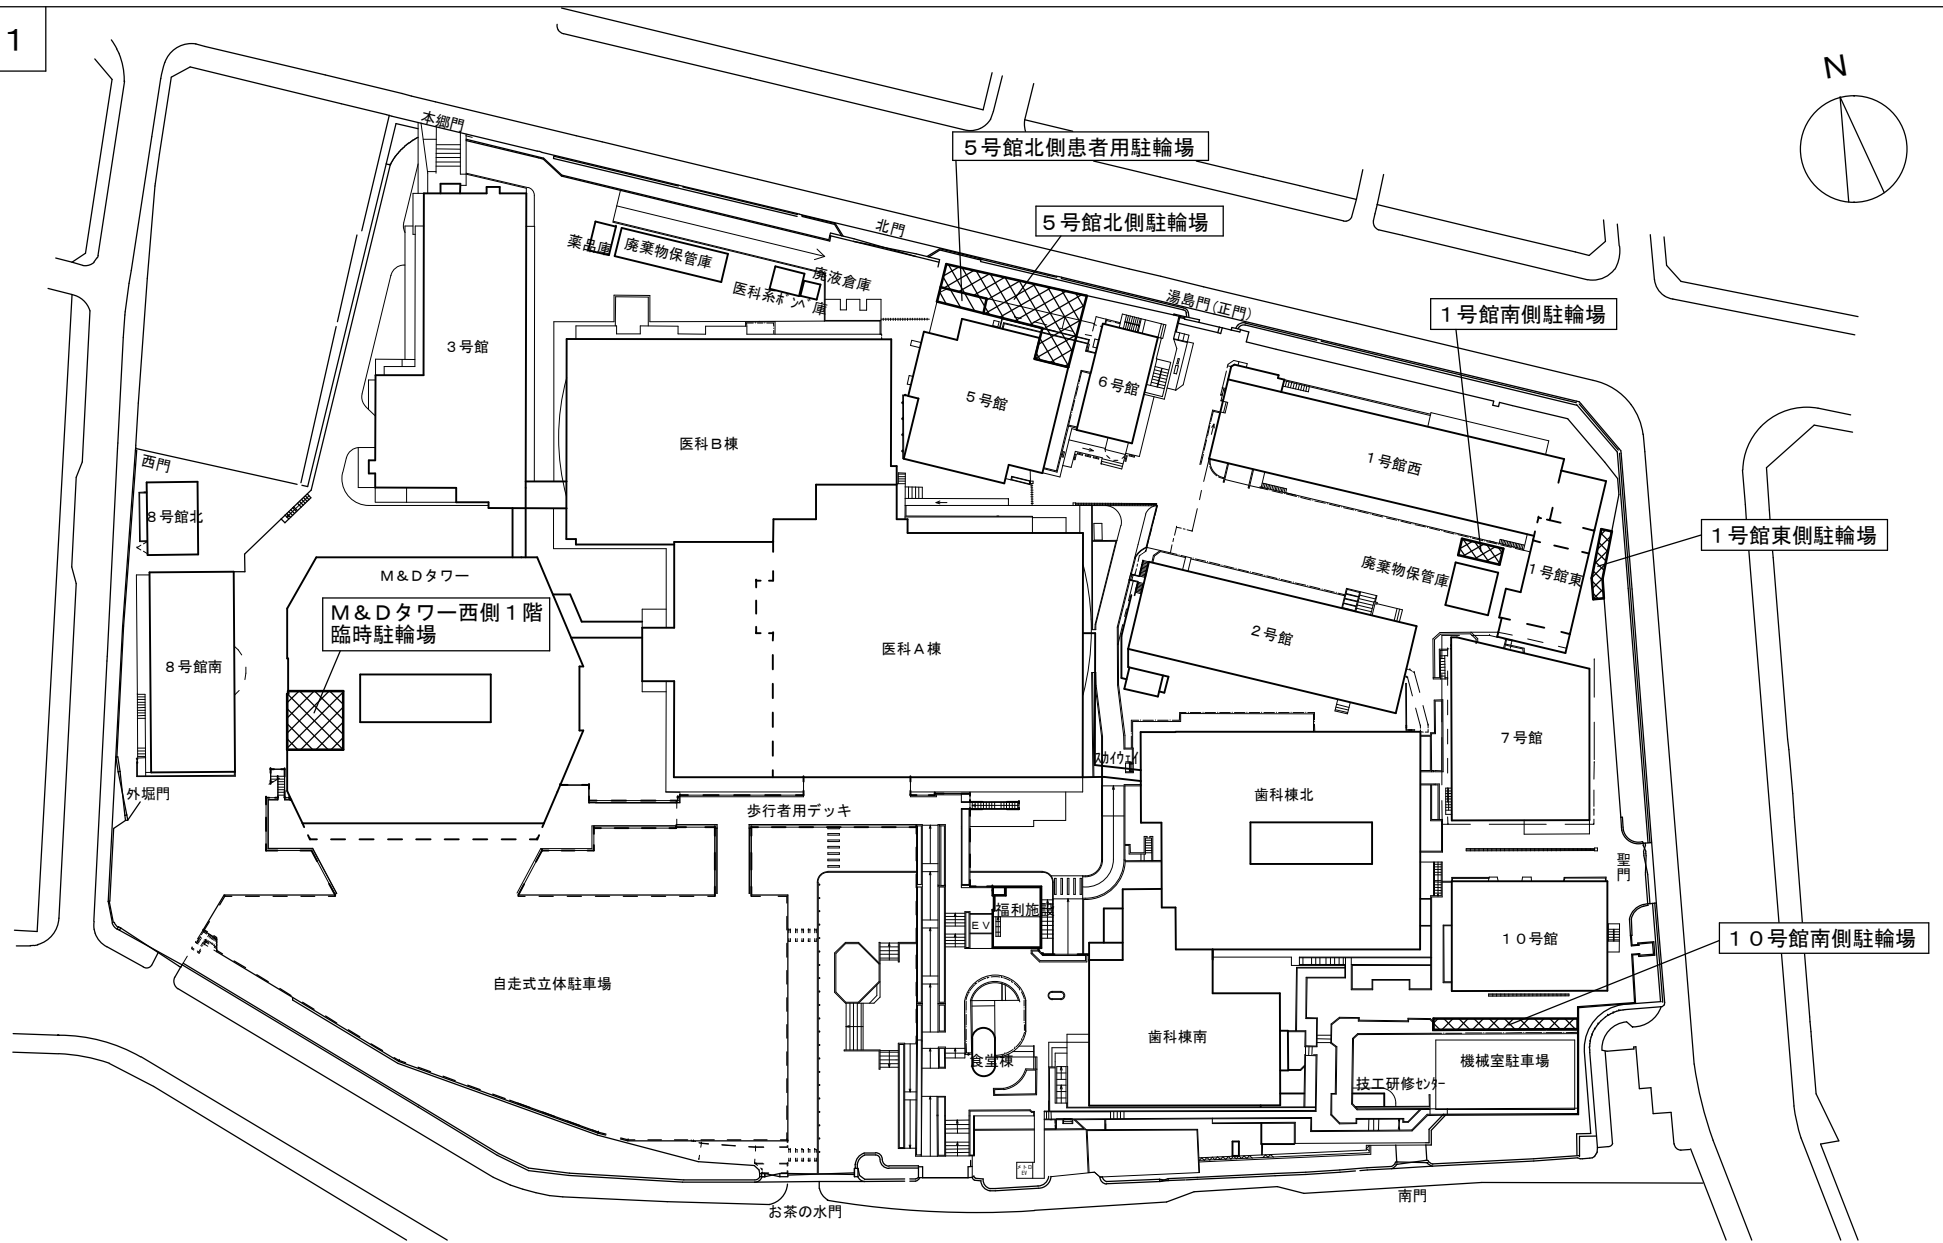 1
N
本郷門
5号館北側患者用駐輪場
5号館北側駐輪場
北門
薬品庫
廃棄物保管庫
廃液倉庫
医科系ボンベ庫
湯島門(正門)
1号館南側駐輪場
3号館
6号館
5号館
医科B棟
1号館西
西門
8号館北
1号館東側駐輪場
廃棄物保管庫
1号館東
M&Dタワー
M&Dタワー西側1階
臨時駐輪場
2号館
医科A棟
8号館南
7号館
スカイウェイ
外堀門
歯科棟北
歩行者用デッキ
聖門
福利施設
EV
10号館
10号館南側駐輪場
自走式立体駐車場
歯科棟南
食堂棟
機械室駐車場
技工研修センター
メトロ
EV
南門
お茶の水門